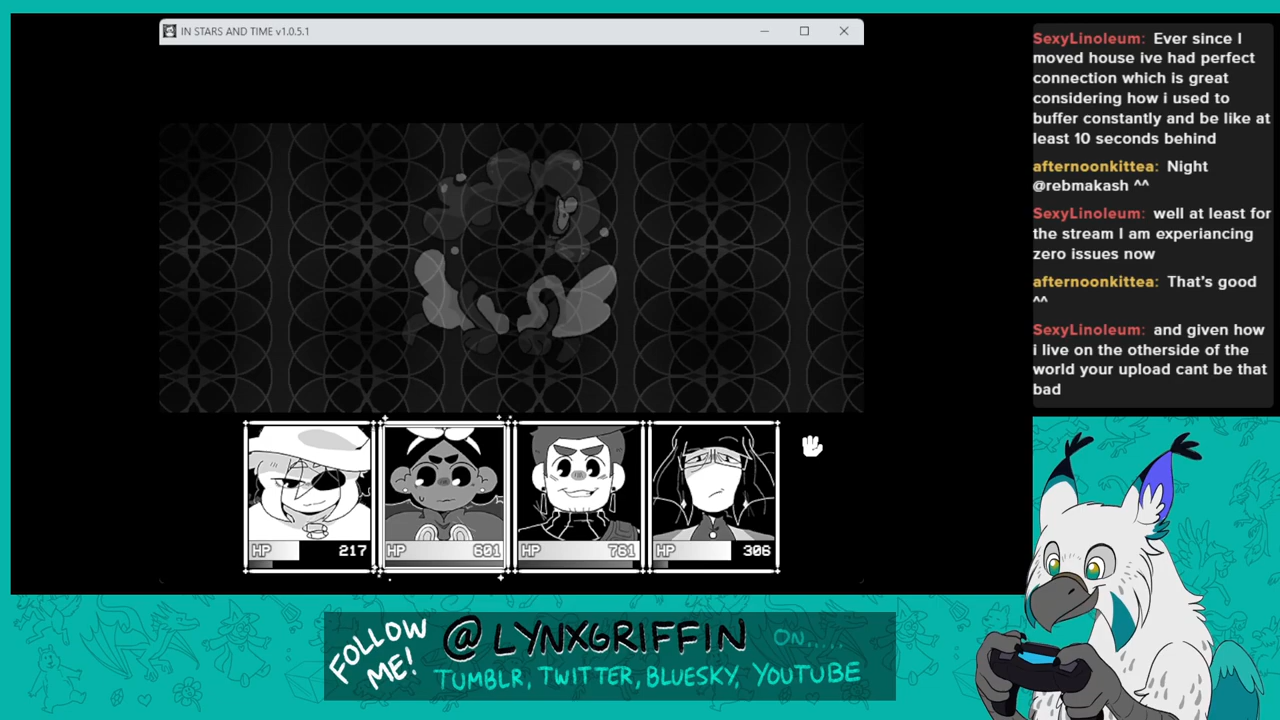 IN STARS AND TIME v1.0.5.1
SexyLinoleum: Ever since I
moved house ive had perfect
connection which is great
considering how i used to
buffer constantly and be like at
least 10 seconds behind
afternoonkittea: Night
@rebmakash ^^
SexyLinoleum: well at least for
the stream I am experiancing
zero issues now
afternoonkittea: That's good
^^
SexyLinoleum: and given how
i live on the otherside of the
world your upload cant be that
bad
HP 217
HP 601
HP 761
HP 306
FOLLOW
ME!
@LYNXGRIFFIN ON.....
TUMBLR, TWITTER, BLUESKY, YOUTUBE